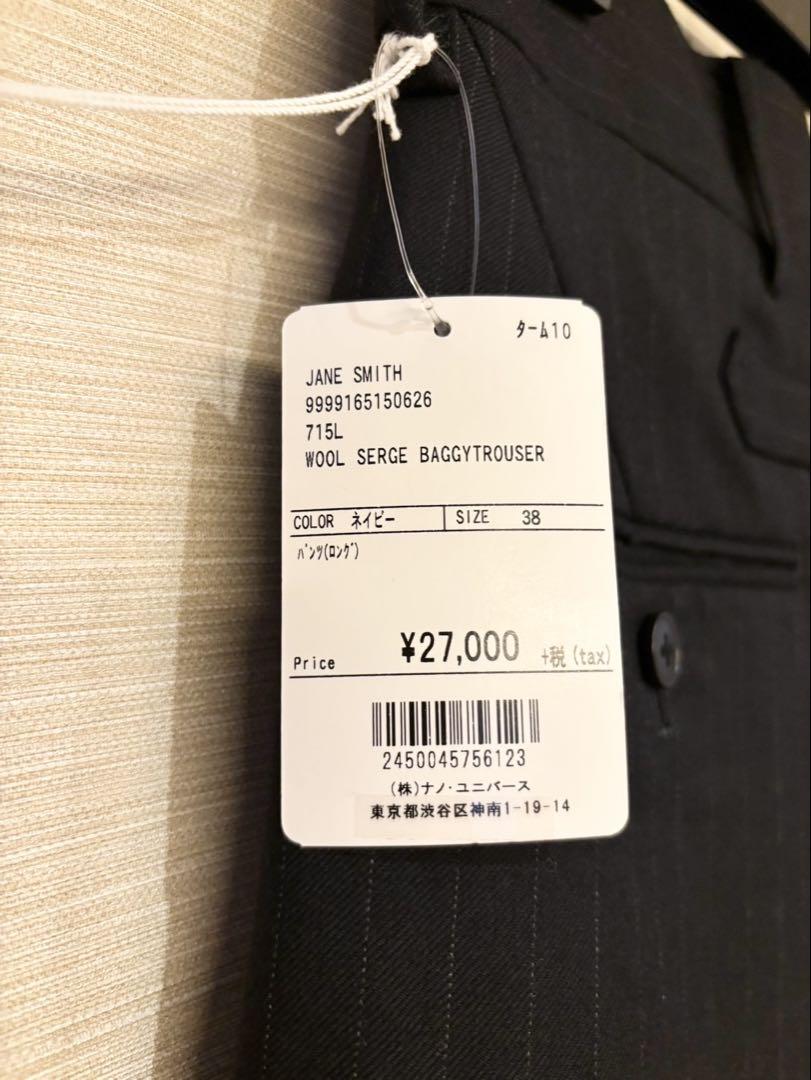 ﾀｰﾑ10
JANE SMITH
9999165150626
715L
WOOL SERGE BAGGYTROUSER
COLOR ネイビー SIZE 38
ﾊﾟﾝﾂ(ﾛﾝｸﾞ)
Price ¥27,000 +税(tax)
2450045756123
(株)ナノ・ユニバース
東京都渋谷区神南1-19-14